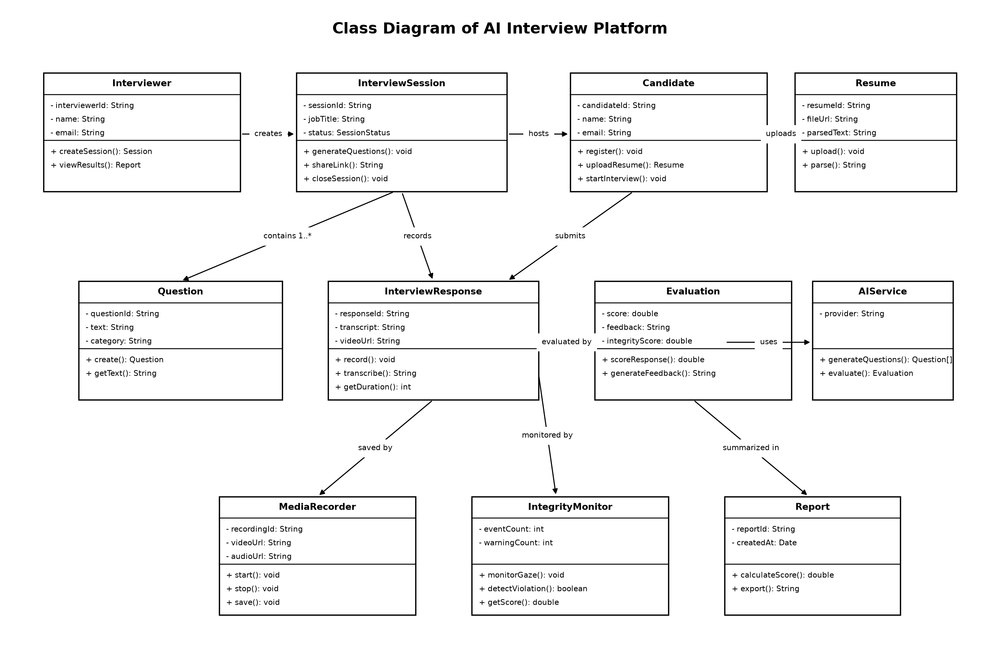 Class Diagram of AI Interview Platform
Interviewer
- interviewerId: String
- name: String
- email: String
+ createSession(): Session
+ viewResults(): Report
creates
InterviewSession
- sessionId: String
- jobTitle: String
- status: SessionStatus
+ generateQuestions(): void
+ shareLink(): String
+ closeSession(): void
hosts
Candidate
- candidateId: String
- name: String
- email: String
+ register(): void
+ uploadResume(): Resume
+ startInterview(): void
uploads
Resume
- resumeId: String
- fileUrl: String
- parsedText: String
+ upload(): void
+ parse(): String
contains 1..*
records
submits
Question
- questionId: String
- text: String
- category: String
+ create(): Question
+ getText(): String
InterviewResponse
- responseId: String
- transcript: String
- videoUrl: String
+ record(): void
+ transcribe(): String
+ getDuration(): int
evaluated by
Evaluation
- score: double
- feedback: String
- integrityScore: double
+ scoreResponse(): double
+ generateFeedback(): String
uses
AIService
- provider: String
+ generateQuestions(): Question[]
+ evaluate(): Evaluation
saved by
monitored by
summarized in
MediaRecorder
- recordingId: String
- videoUrl: String
- audioUrl: String
+ start(): void
+ stop(): void
+ save(): void
IntegrityMonitor
- eventCount: int
- warningCount: int
+ monitorGaze(): void
+ detectViolation(): boolean
+ getScore(): double
Report
- reportId: String
- createdAt: Date
+ calculateScore(): double
+ export(): String